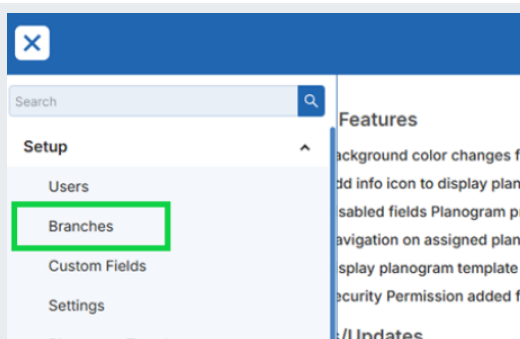 Search
Setup
Users
Branches
Custom Fields
Settings
Features
ackground color changes f
dd info icon to display plan
sabled fields Planogram p
avigation on assigned plan
splay planogram template
ecurity Permission added f
s/Updates